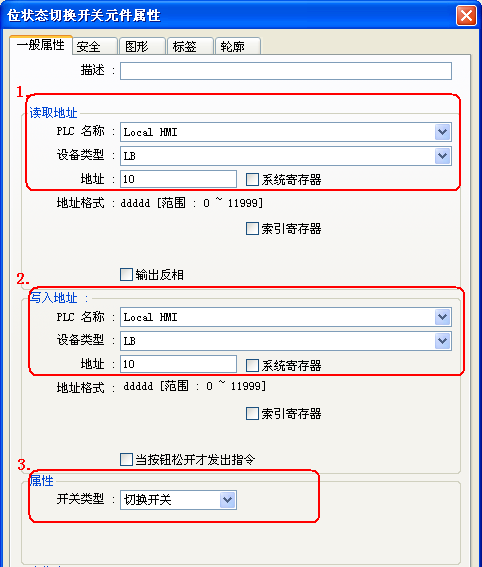 位状态切换开关元件属性
一般属性 安全 图形 标签 轮廓
描述 :
1.
读取地址
PLC 名称 : Local HMI
设备类型 : LB
地址 : 10 系统寄存器
地址格式 : ddddd [范围 : 0 ~ 11999]
索引寄存器
输出反相
2.
写入地址 :
PLC 名称 : Local HMI
设备类型 : LB
地址 : 10 系统寄存器
地址格式 : ddddd [范围 : 0 ~ 11999]
索引寄存器
当按钮松开才发出指令
3.
属性
开关类型 : 切换开关